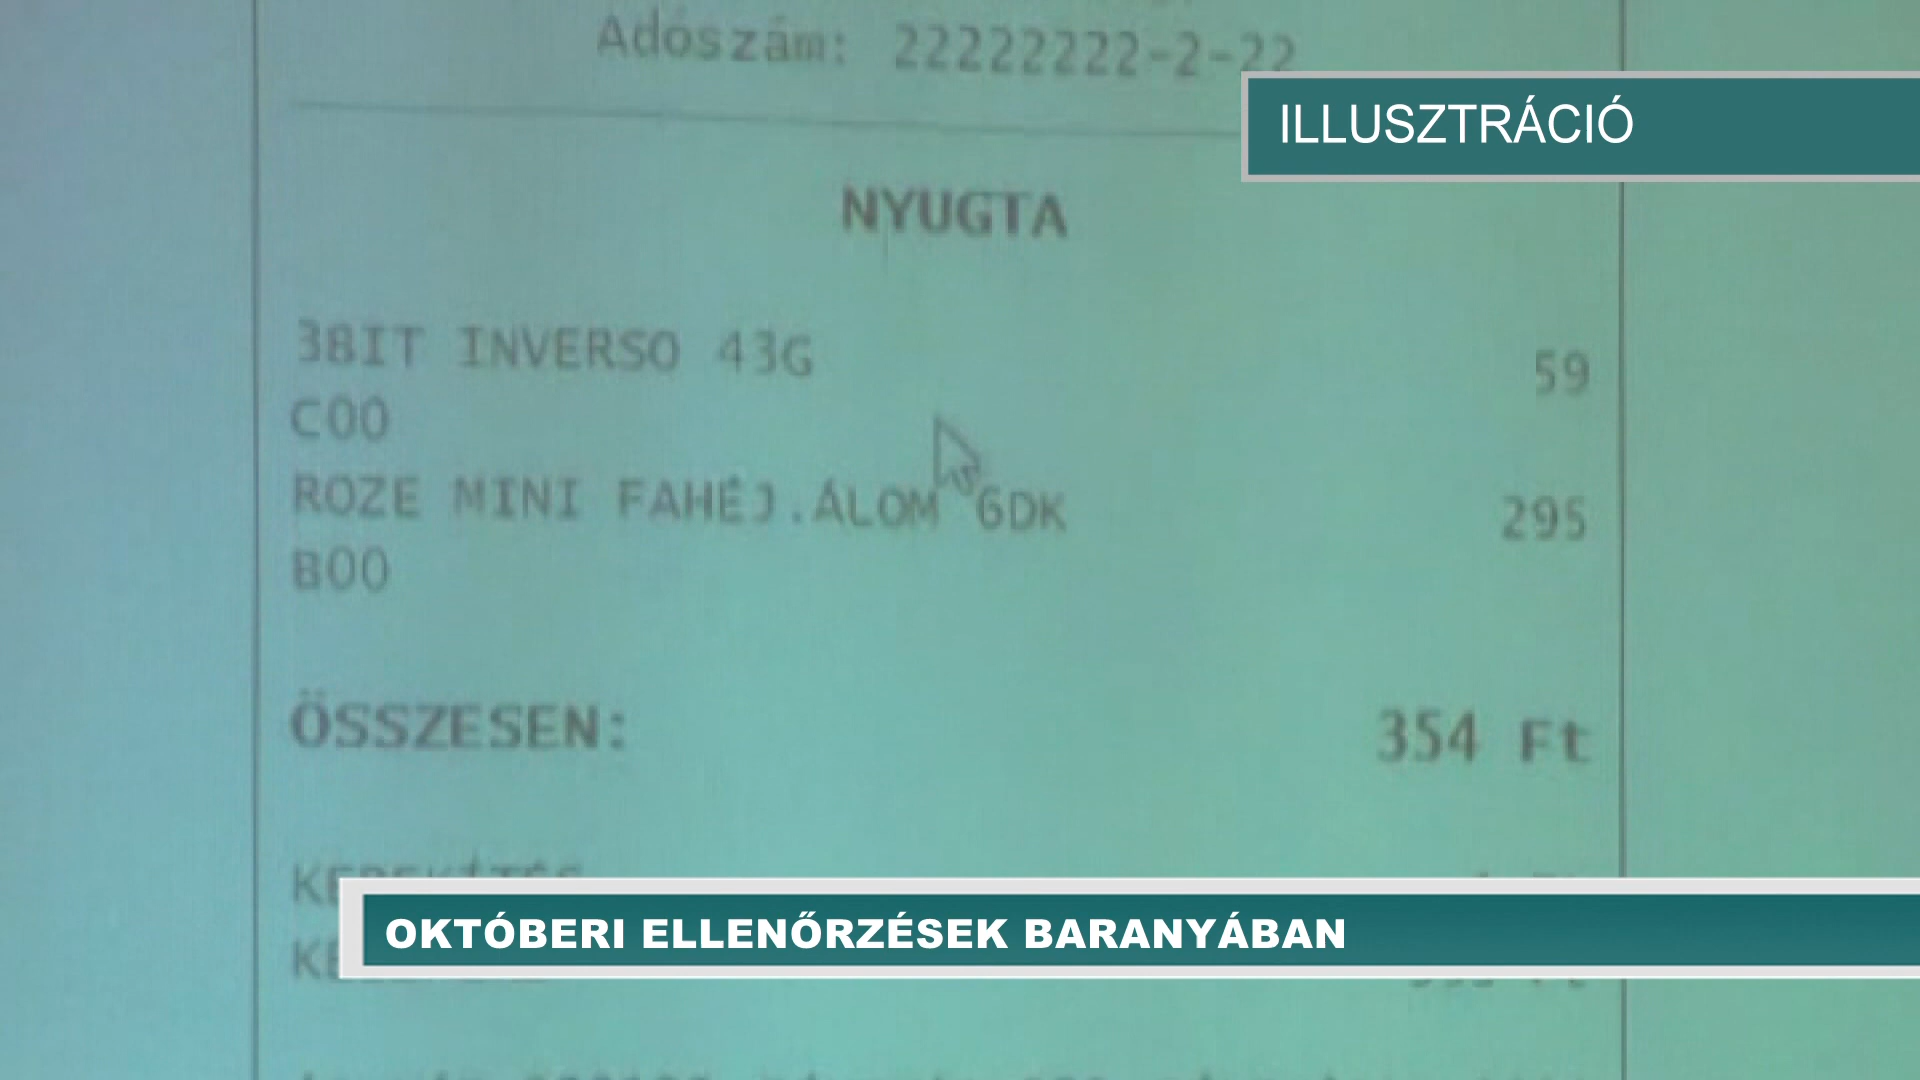 Adószám: 22222222-2-22
ILLUSZTRÁCIÓ
NYUGTA
3BIT INVERSO 43G 59
C00
ROZE MINI FAHÉJ.ÁLOM 6DK 295
B00
ÖSSZESEN: 354 Ft
KEREKÍTÉS
OKTÓBERI ELLENŐRZÉSEK BARANYÁBAN